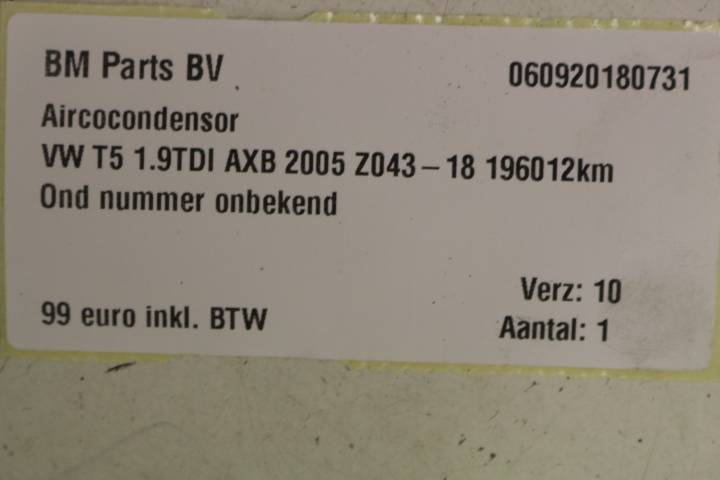 BM Parts BV 060920180731
Aircocondensor
VW T5 1.9TDI AXB 2005 Z043-18 196012km
Ond nummer onbekend
Verz: 10
99 euro inkl. BTW Aantal: 1